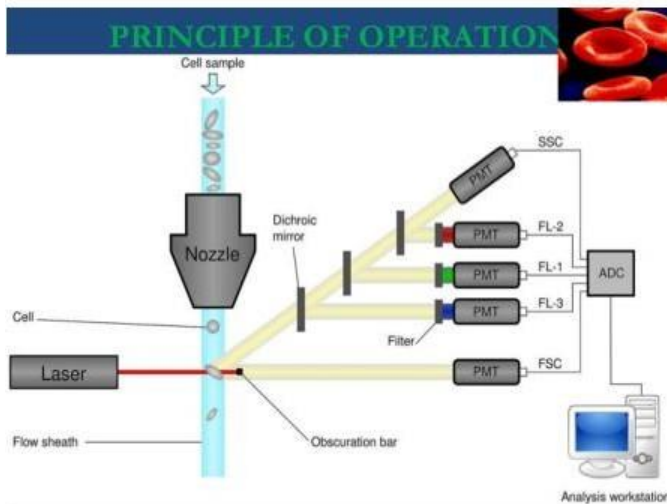 PRINCIPLE OF OPERATION
Cell sample
SSC
PMT
Dichroic
mirror
FL-2
PMT
Nozzle
FL-1
PMT
ADC
FL-3
PMT
Cell
Filter
Laser
FSC
PMT
Flow sheath
Obscuration bar
Analysis workstation